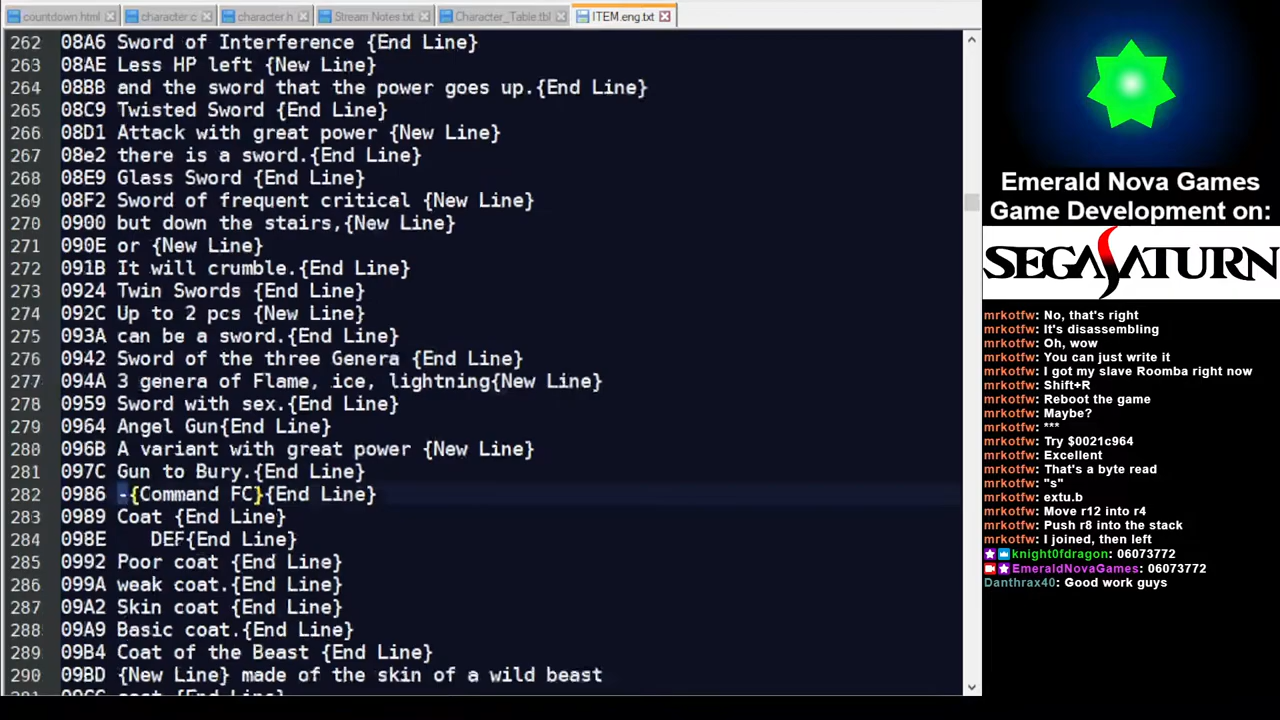 countdown.html character.c character.h Stream Notes.txt Character_Table.tbl ITEM.eng.txt
262 08A6 Sword of Interference {End Line}
263 08AE Less HP left {New Line}
264 08BB and the sword that the power goes up.{End Line}
265 08C9 Twisted Sword {End Line}
266 08D1 Attack with great power {New Line}
267 08e2 there is a sword.{End Line}
268 08E9 Glass Sword {End Line}
269 08F2 Sword of frequent critical {New Line}
270 0900 but down the stairs,{New Line}
271 090E or {New Line}
272 091B It will crumble.{End Line}
273 0924 Twin Swords {End Line}
274 092C Up to 2 pcs {New Line}
275 093A can be a sword.{End Line}
276 0942 Sword of the three Genera {End Line}
277 094A 3 genera of Flame, ice, lightning{New Line}
278 0959 Sword with sex.{End Line}
279 0964 Angel Gun{End Line}
280 096B A variant with great power {New Line}
281 097C Gun to Bury.{End Line}
282 0986 -{Command FC}{End Line}
283 0989 Coat {End Line}
284 098E    DEF{End Line}
285 0992 Poor coat {End Line}
286 099A weak coat.{End Line}
287 09A2 Skin coat {End Line}
288 09A9 Basic coat.{End Line}
289 09B4 Coat of the Beast {End Line}
290 09BD {New Line} made of the skin of a wild beast
Emerald Nova Games
Game Development on:
SEGA SATURN
mrkotfw: No, that's right
mrkotfw: It's disassembling
mrkotfw: Oh, wow
mrkotfw: You can just write it
mrkotfw: I got my slave Roomba right now
mrkotfw: Shift+R
mrkotfw: Reboot the game
mrkotfw: Maybe?
mrkotfw: ***
mrkotfw: Try $0021c964
mrkotfw: Excellent
mrkotfw: That's a byte read
mrkotfw: "s"
mrkotfw: extu.b
mrkotfw: Move r12 into r4
mrkotfw: Push r8 into the stack
mrkotfw: I joined, then left
knight0fdragon: 06073772
EmeraldNovaGames: 06073772
Danthrax40: Good work guys